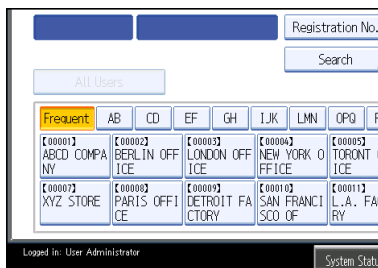 Registration No.
Search
All Users
Frequent AB CD EF GH IJK LMN OPQ
【00001】 【00002】 【00003】 【00004】 【00005】
ABCD COMPA BERLIN OFF LONDON OFF NEW YORK O TORONT
NY ICE ICE FFICE ICE
【00007】 【00008】 【00009】 【00010】 【00011】
XYZ STORE PARIS OFFI DETROIT FA SAN FRANCI L.A. FA
CE CTORY SCO OF RY
Logged in: User Administrator
System Statu